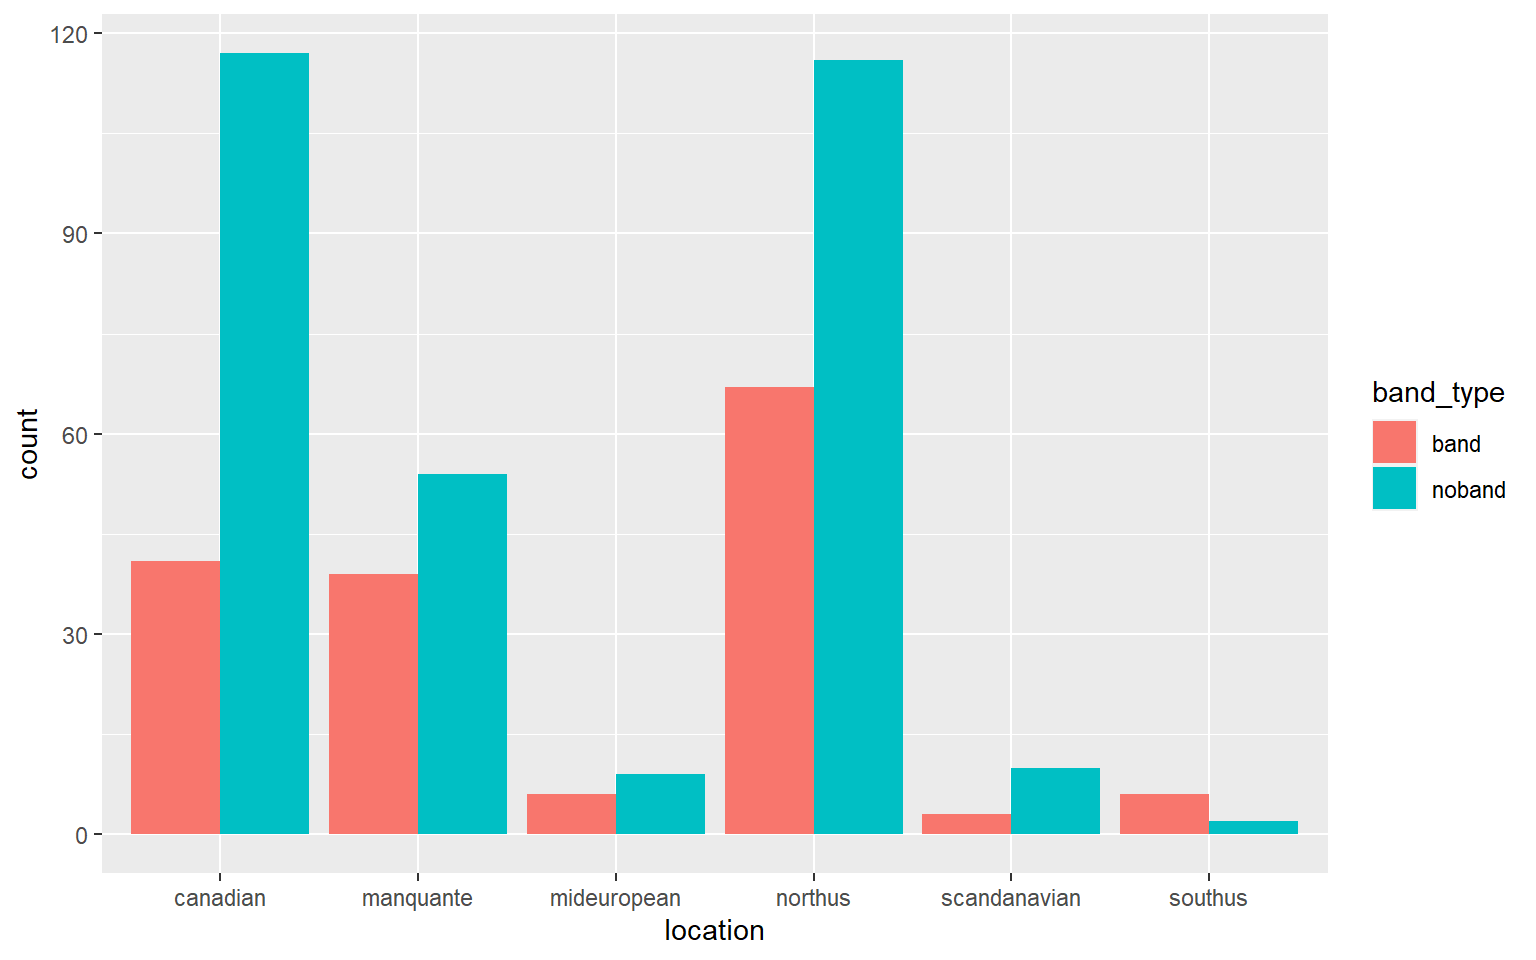 120
90
60
30
0
count
canadian manquante mideuropean northus scandanavian southus
location
band_type
band
noband